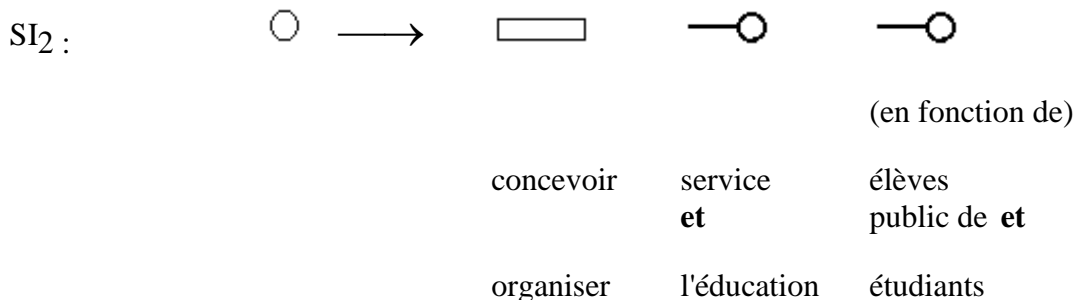 SI2 :
(en fonction de)
concevoir service élèves
et public de et
organiser l'éducation étudiants